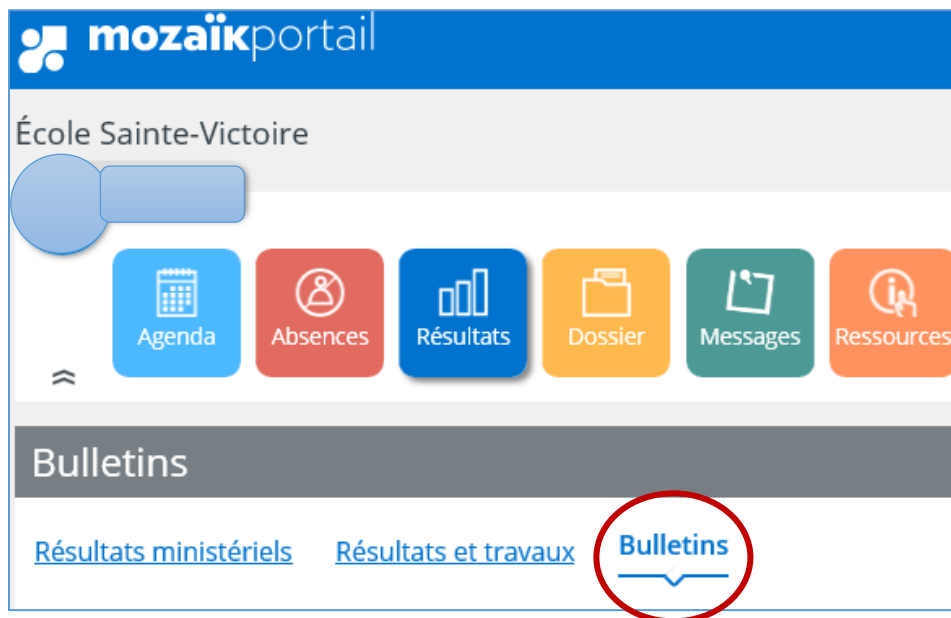 mozaïkportail
École Sainte-Victoire
Agenda
Absences
Résultats
Dossier
Messages
Ressources
Bulletins
Résultats ministériels Résultats et travaux Bulletins